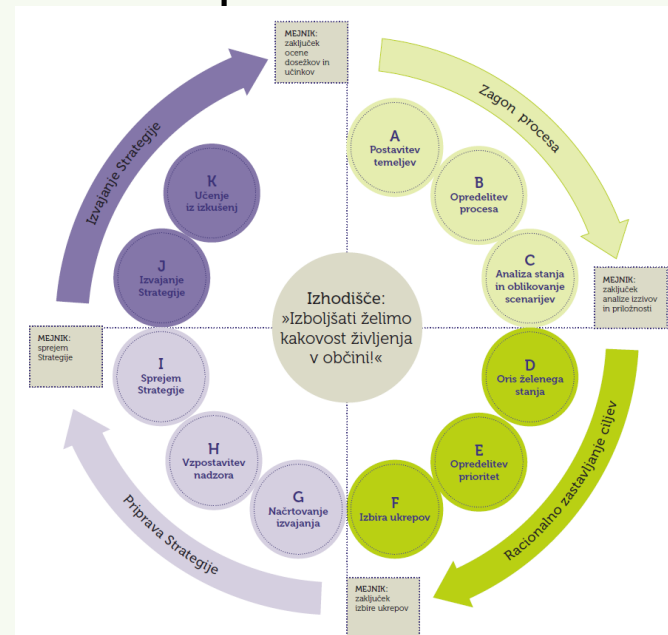 MEJNIK:
zaključek
ocene
dosežkov in
učinkov
Zagon procesa
A
Postavitev
temeljev
B
Opredelitev
procesa
C
Analiza stanja
in oblikovanje
scenarijev
MEJNIK:
zaključek
analize izzivov
in priložnosti
D
Oris želenega
stanja
E
Opredelitev
prioritet
F
Izbira ukrepov
Racionalno zastavljanje ciljev
MEJNIK:
zaključek
izbire ukrepov
G
Načrtovanje
izvajanja
H
Vzpostavitev
nadzora
I
Sprejem
Strategije
Priprava Strategije
MEJNIK:
sprejem
Strategije
J
Izvajanje
Strategije
K
Učenje
iz izkušenj
Izvajanje Strategije
Izhodišče:
»Izboljšati želimo
kakovost življenja
v občini!«